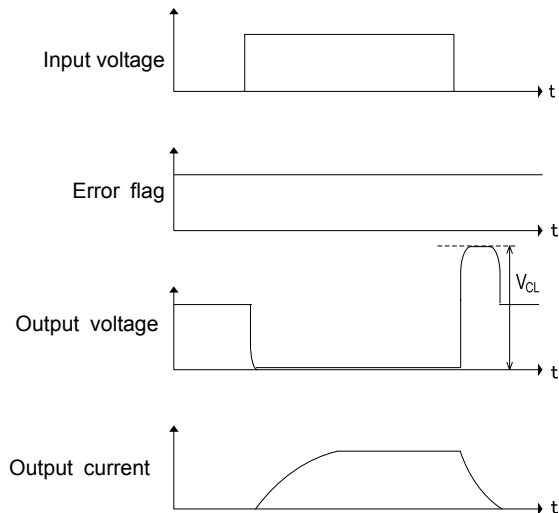 Input voltage
t
Error flag
t
V_CL
Output voltage
t
Output current
t